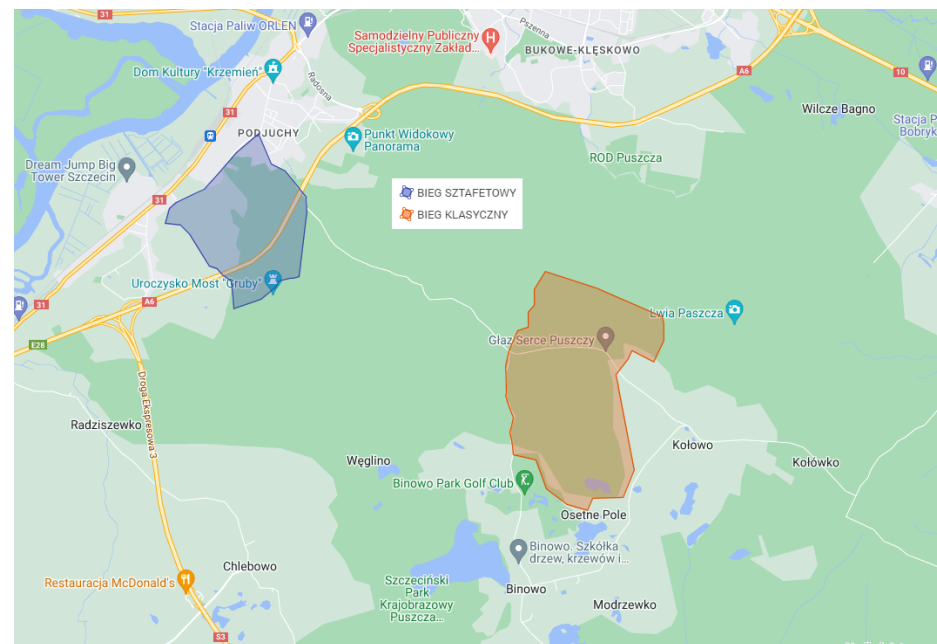 31
Stacja Paliw ORLEN
Samodzielny Publiczny
Specjalistyczny Zakład...
H
Pszenna
BUKOWE-KLĘSKOWO
A6
10
Dom Kultury "Krzemień"
Radosna
31
PODJUCHY
Punkt Widokowy
Panorama
Wilcze Bagno
Stacja P
Bobryk
ROD Puszcza
Dream Jump Big
Tower Szczecin
31
BIEG SZTAFETOWY
BIEG KLASYCZNY
Uroczysko Most "Gruby"
A6
31
E28
Lwia Paszcza
Głaz Serce Puszczy
Droga Ekspresowa 3
Radziszewko
Węglino
Kołowo
Kołówko
Binowo Park Golf Club
Osetne Pole
Binowo. Szkółka
drzew, krzewów i...
Chlebowo
Restauracja McDonald's
Szczeciński
Park
Krajobrazowy
Puszcza...
Binowo
Modrzewko
S3